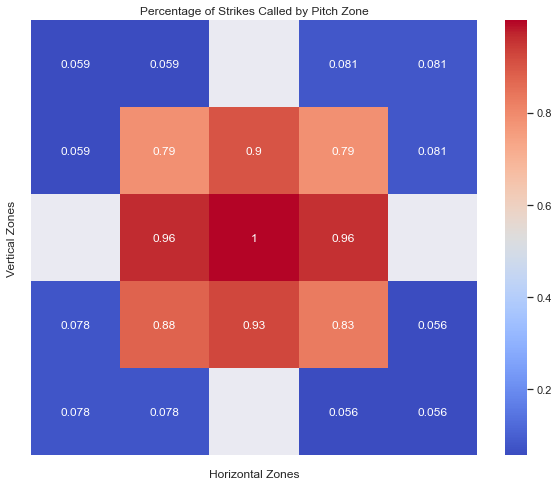 Percentage of Strikes Called by Pitch Zone
0.059 0.059 0.081 0.081
0.059 0.79 0.9 0.79 0.081
0.96 1 0.96
0.078 0.88 0.93 0.83 0.056
0.078 0.078 0.056 0.056
Vertical Zones
Horizontal Zones
0.8
0.6
0.4
0.2